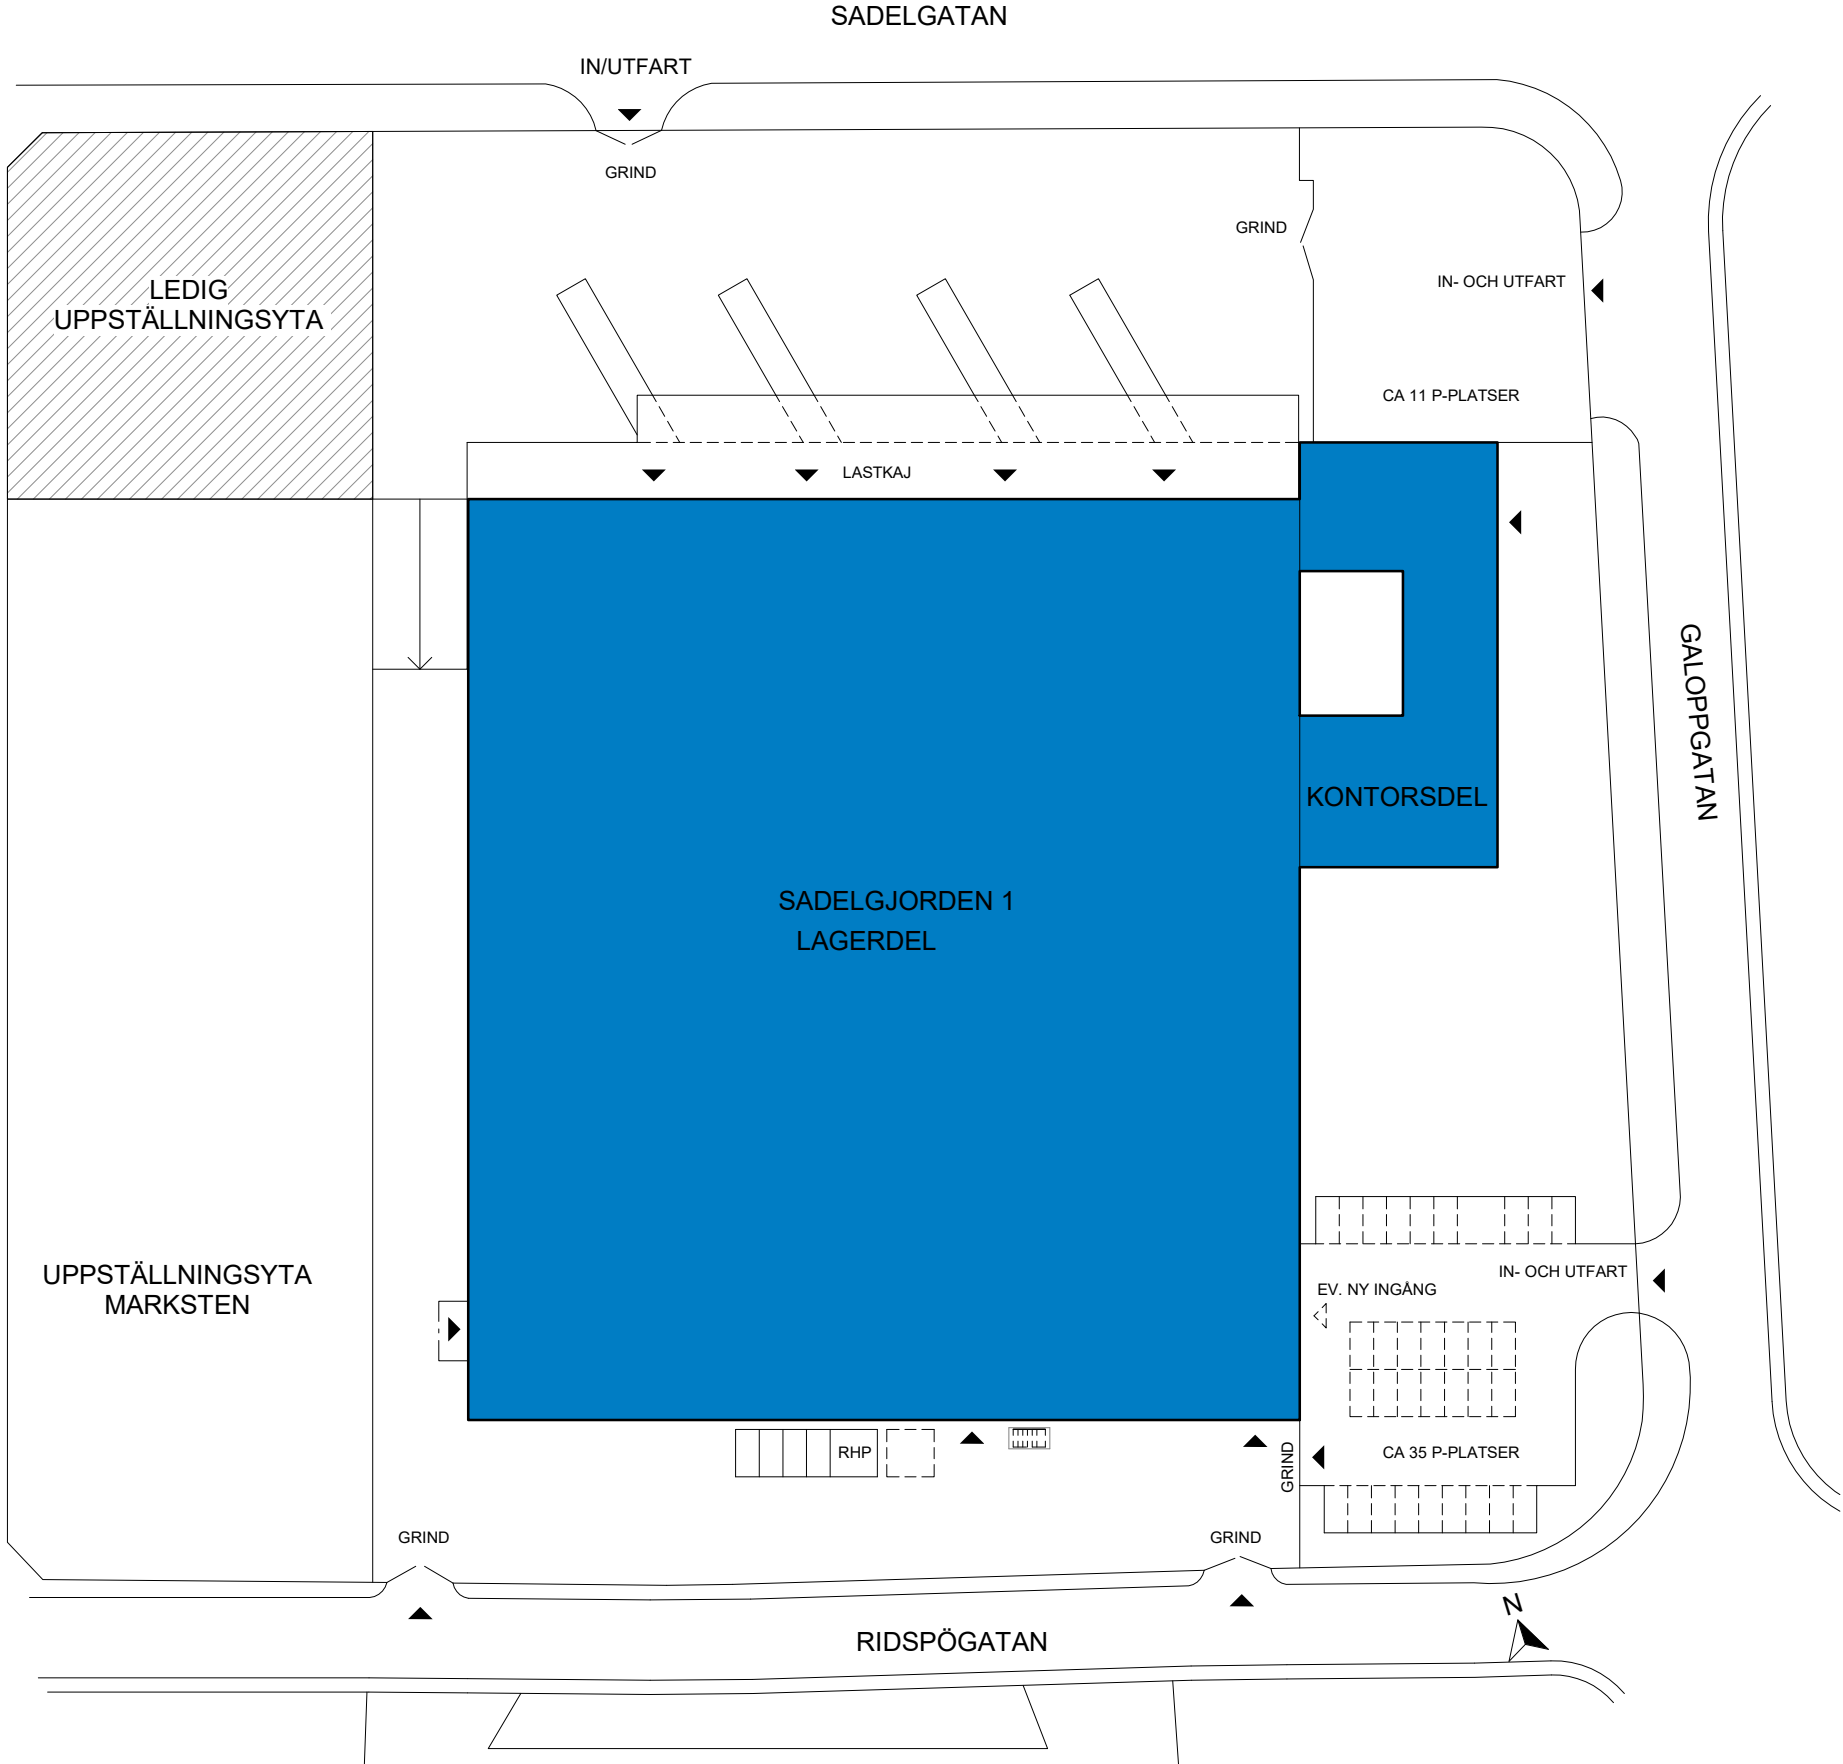 SADELGATAN
IN/UTFART
GRIND
GRIND
IN- OCH UTFART
LEDIG
UPPSTÄLLNINGSYTA
CA 11 P-PLATSER
LASTKAJ
GALOPPGATAN
KONTORSDEL
SADELGJORDEN 1
LAGERDEL
UPPSTÄLLNINGSYTA
MARKSTEN
IN- OCH UTFART
EV. NY INGÅNG
RHP
GRIND
CA 35 P-PLATSER
GRIND
GRIND
N
RIDSPÖGATAN